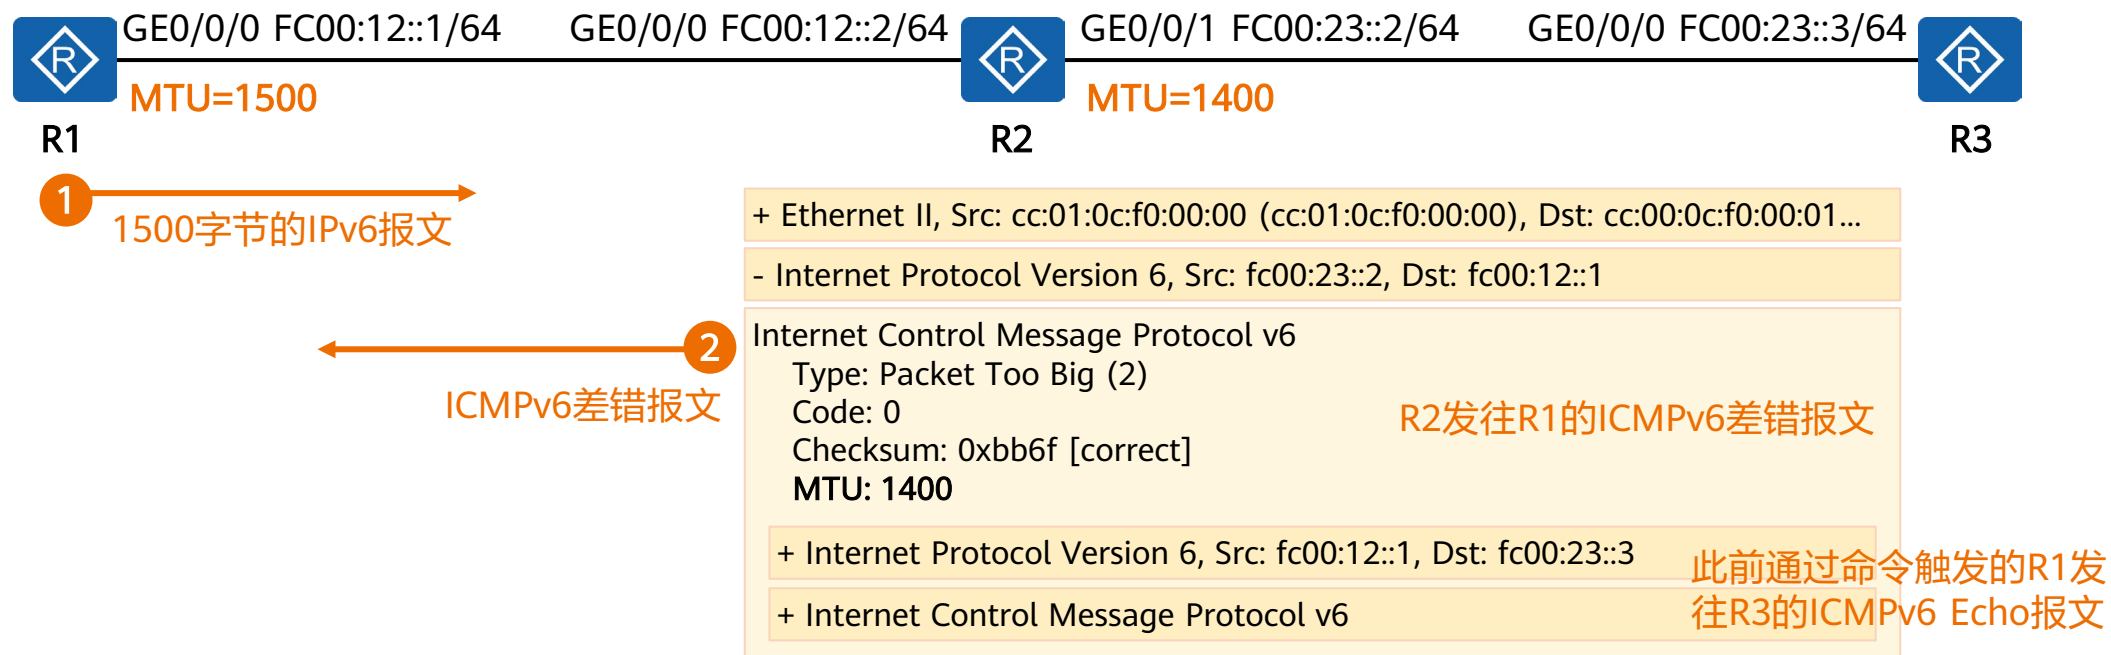 GE0/0/0 FC00:12::1/64 GE0/0/0 FC00:12::2/64 GE0/0/1 FC00:23::2/64 GE0/0/0 FC00:23::3/64
R R R
MTU=1500 MTU=1400
R1 R2 R3
1
1500字节的IPv6报文
+ Ethernet II, Src: cc:01:0c:f0:00:00 (cc:01:0c:f0:00:00), Dst: cc:00:0c:f0:00:01...
- Internet Protocol Version 6, Src: fc00:23::2, Dst: fc00:12::1
2
ICMPv6差错报文
Internet Control Message Protocol v6
Type: Packet Too Big (2)
Code: 0
Checksum: 0xbb6f [correct]
MTU: 1400
R2发往R1的ICMPv6差错报文
+ Internet Protocol Version 6, Src: fc00:12::1, Dst: fc00:23::3
+ Internet Control Message Protocol v6
此前通过命令触发的R1发
往R3的ICMPv6 Echo报文